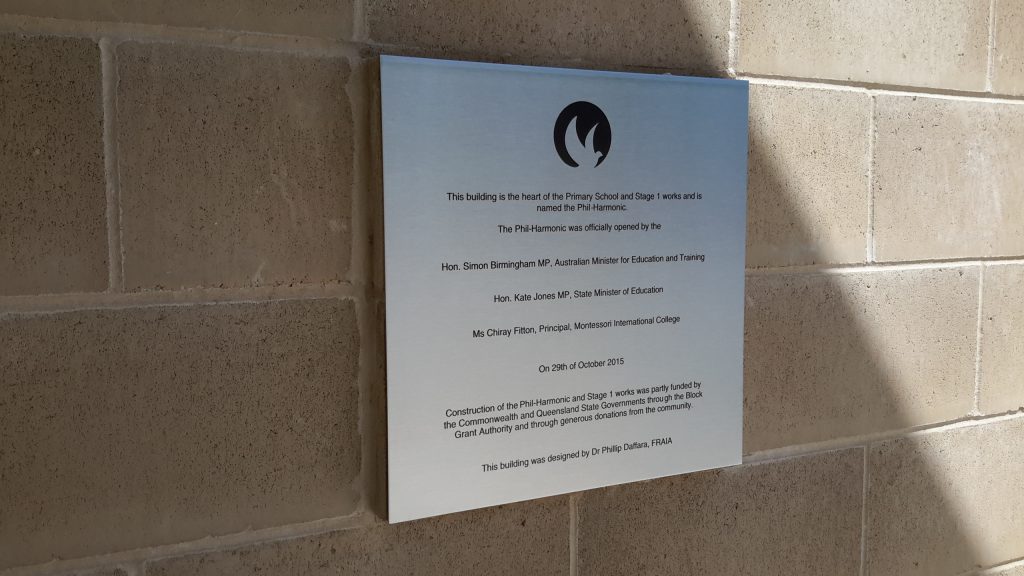 This building is the heart of the Primary School and Stage 1 works and is
named the Phil-Harmonic.
The Phil-Harmonic was officially opened by the
Hon. Simon Birmingham MP, Australian Minister for Education and Training
Hon. Kate Jones MP, State Minister of Education
Ms Chiray Fitton, Principal, Montessori International College
On 29th of October 2015
Construction of the Phil-Harmonic and Stage 1 works was partly funded by
the Commonwealth and Queensland State Governments through the Block
Grant Authority and through generous donations from the community.
This building was designed by Dr Phillip Daffara, FRAIA